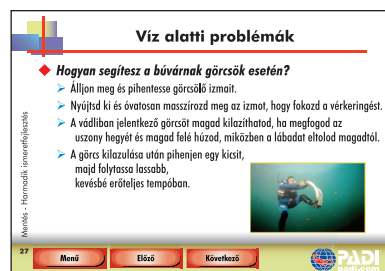 Víz alatti problémák
Hogyan segítesz a búvárnak görcsök esetén?
Álljon meg és pihentesse görcsölő izmait.
Nyújtsd ki és óvatosan masszírozd meg az izmot, hogy fokozd a vérkeringést.
A vádliban jelentkező görcsöt magad kilazíthatod, ha megfogod az
uszony hegyét és magad felé húzod, miközben a lábadat eltolod magadtól.
A görcs kilazulása után pihenjen egy kicsit,
majd folytassa lassabb,
kevésbé erőteljes tempóban.
Mentés - Harmadik ismeretfejlesztés
27
Menű
Előző
Következő
PADI
padi.com